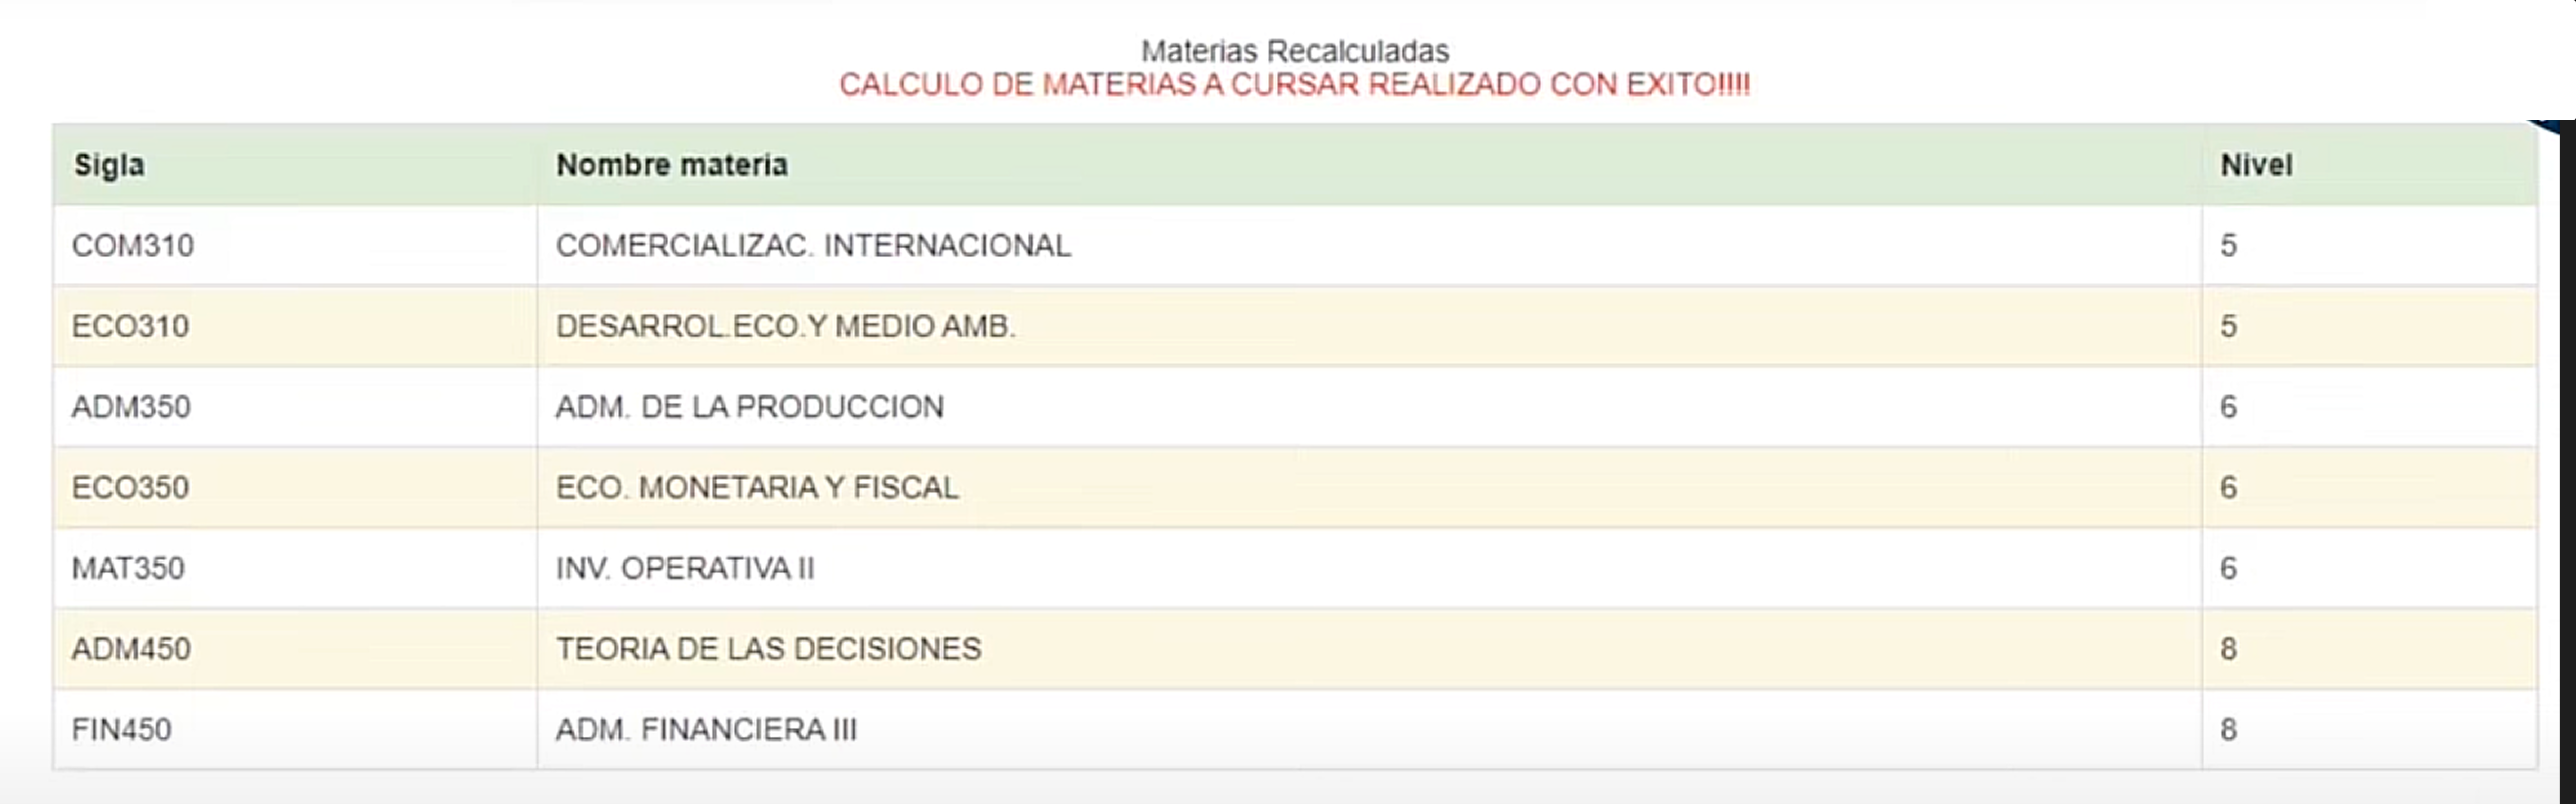 Materias Recalculadas
CALCULO DE MATERIAS A CURSAR REALIZADO CON EXITO!!!!
Sigla Nombre materia Nivel
COM310 COMERCIALIZAC. INTERNACIONAL 5
ECO310 DESARROL.ECO.Y MEDIO AMB. 5
ADM350 ADM. DE LA PRODUCCION 6
ECO350 ECO. MONETARIA Y FISCAL 6
MAT350 INV. OPERATIVA II 6
ADM450 TEORIA DE LAS DECISIONES 8
FIN450 ADM. FINANCIERA III 8